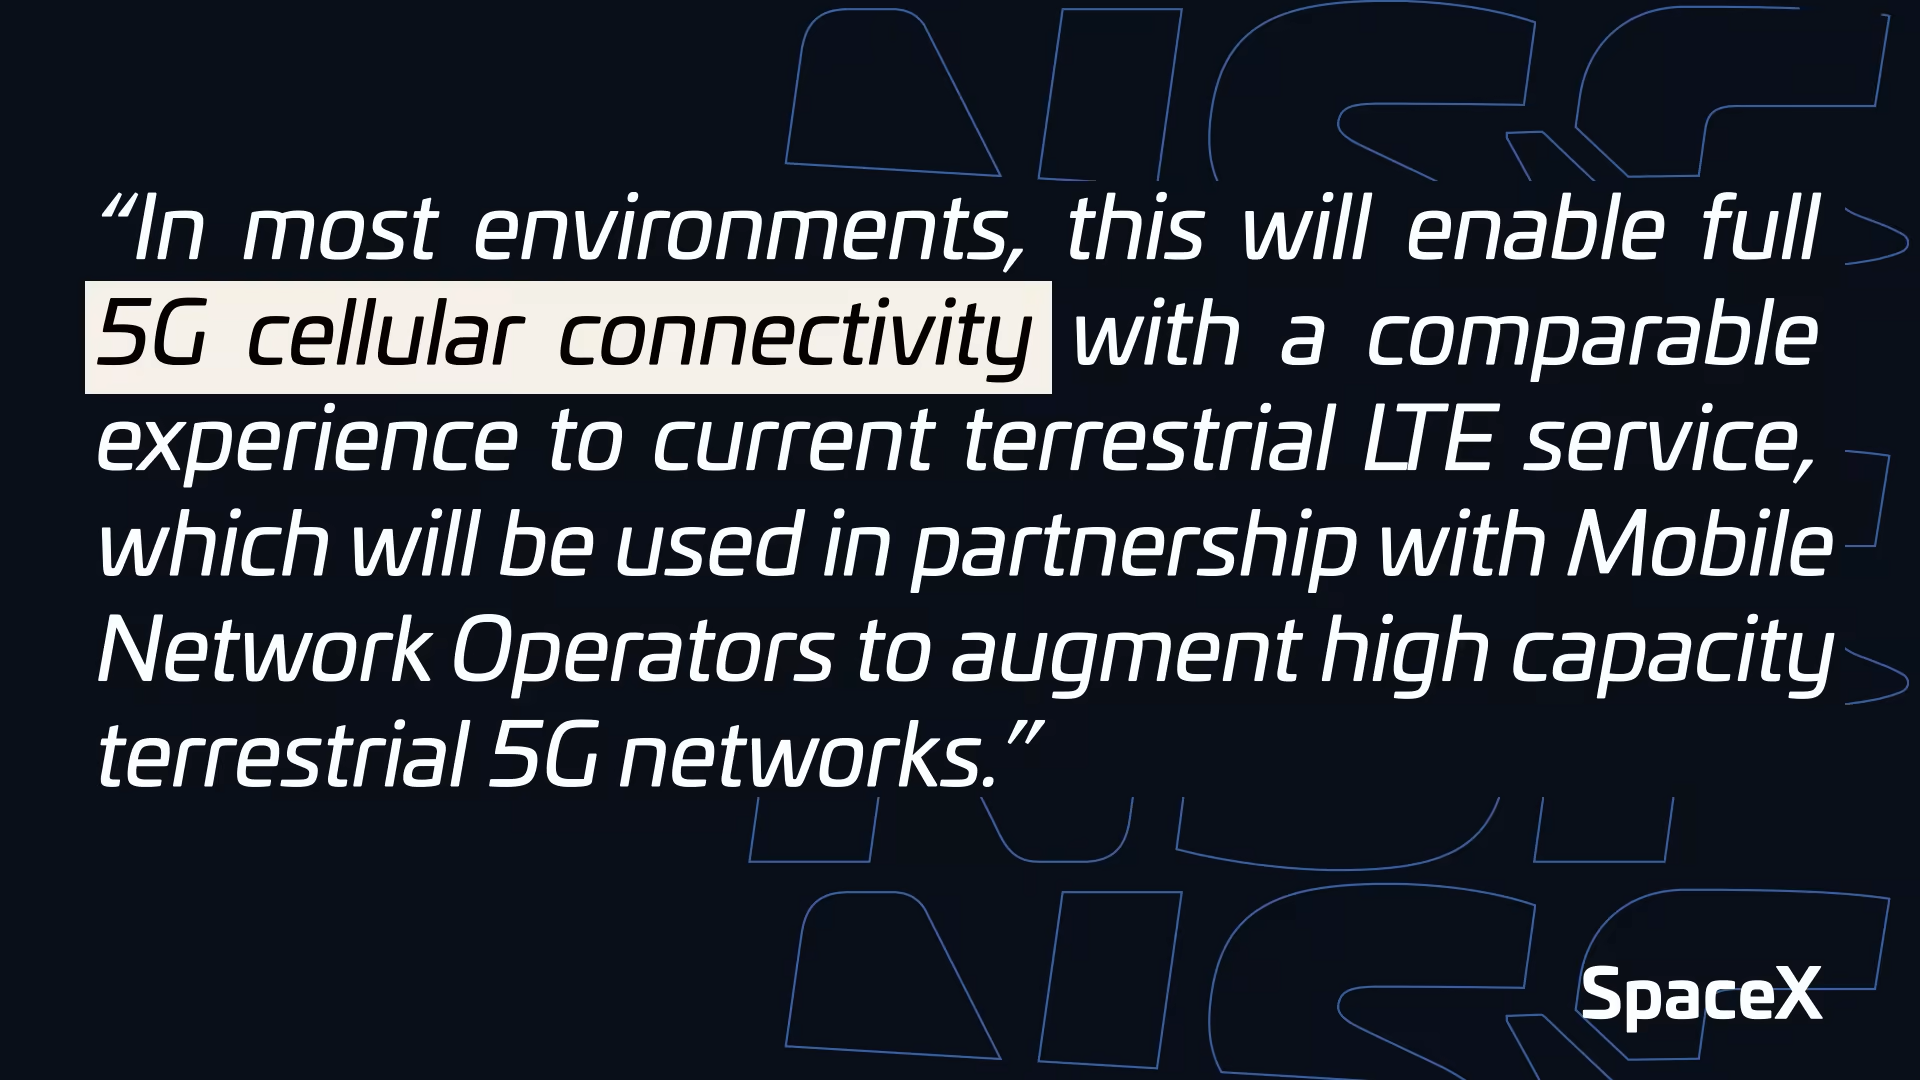 “In most environments, this will enable full
5G cellular connectivity with a comparable
experience to current terrestrial LTE service,
which will be used in partnership with Mobile
Network Operators to augment high capacity
terrestrial 5G networks.”
SpaceX